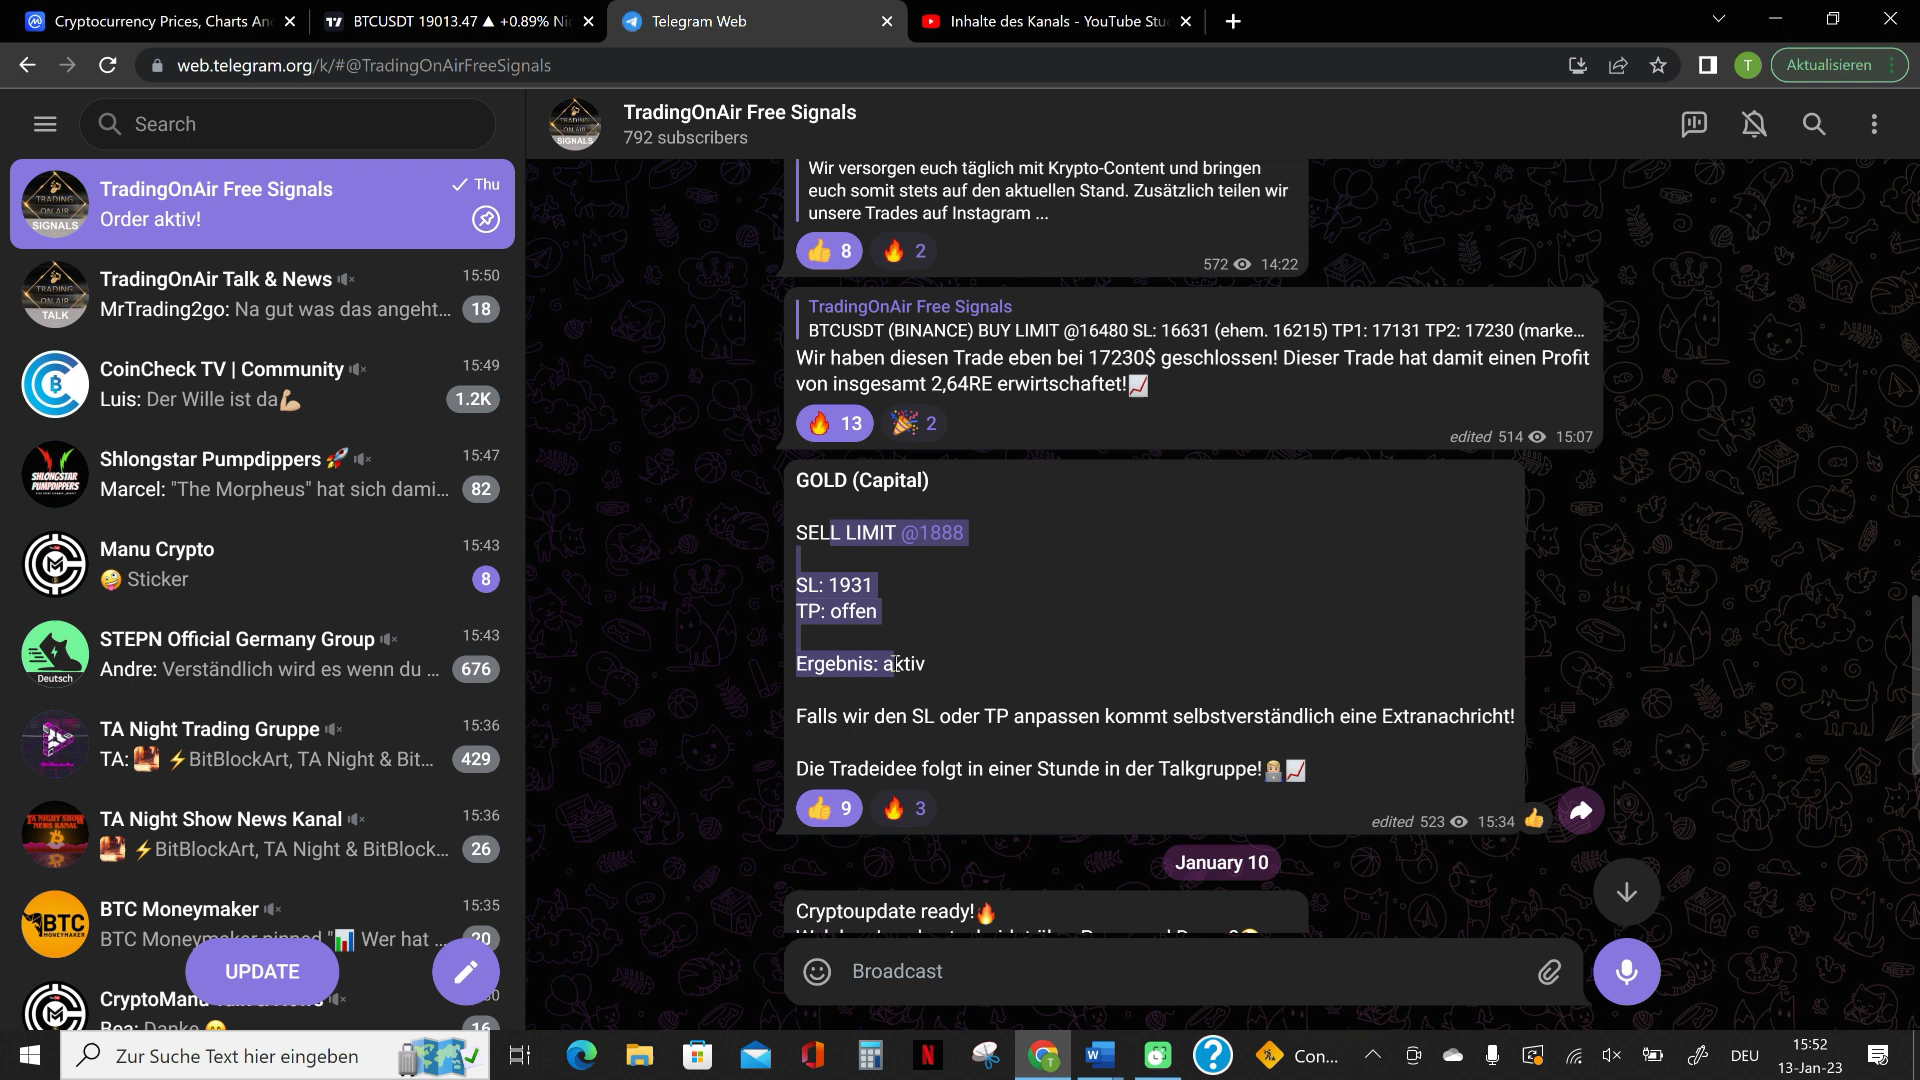 Cryptocurrency Prices, Charts An
BTCUSDT 19013.47 ▲ +0.89% Ni
Telegram Web
Inhalte des Kanals - YouTube Stu
web.telegram.org/k/#@TradingOnAirFreeSignals
T
Aktualisieren
Search
TradingOnAir Free Signals
792 subscribers
TradingOnAir Free Signals
Thu
Order aktiv!
TradingOnAir Talk & News
15:50
MrTrading2go: Na gut was das angeht...
18
CoinCheck TV | Community
15:49
Luis: Der Wille ist da💪🏼
1.2K
Shlongstar Pumpdippers 🚀
15:47
Marcel: "The Morpheus" hat sich dami...
82
Manu Crypto
15:43
🤪 Sticker
8
STEPN Official Germany Group
15:43
Andre: Verständlich wird es wenn du ...
676
TA Night Trading Gruppe
15:36
TA: ⚡BitBlockArt, TA Night & Bit...
429
TA Night Show News Kanal
15:36
⚡BitBlockArt, TA Night & BitBlock...
26
BTC Moneymaker
15:35
BTC Moneymaker pinned "📊 Wer hat ...
20
UPDATE
Wir versorgen euch täglich mit Krypto-Content und bringen
euch somit stets auf den aktuellen Stand. Zusätzlich teilen wir
unsere Trades auf Instagram ...
👍 8 🔥 2
572 14:22
TradingOnAir Free Signals
BTCUSDT (BINANCE) BUY LIMIT @16480 SL: 16631 (ehem. 16215) TP1: 17131 TP2: 17230 (marke...
Wir haben diesen Trade eben bei 17230$ geschlossen! Dieser Trade hat damit einen Profit
von insgesamt 2,64RE erwirtschaftet!📈
🔥 13 🎉 2
edited 514 15:07
GOLD (Capital)
SELL LIMIT @1888
SL: 1931
TP: offen
Ergebnis: aktiv
Falls wir den SL oder TP anpassen kommt selbstverständlich eine Extranachricht!
Die Tradeidee folgt in einer Stunde in der Talkgruppe!👨🏼‍💻📈
👍 9 🔥 3
edited 523 15:34
January 10
Cryptoupdate ready!🔥
Broadcast
Zur Suche Text hier eingeben
Con...
DEU
15:52
13-Jan-23